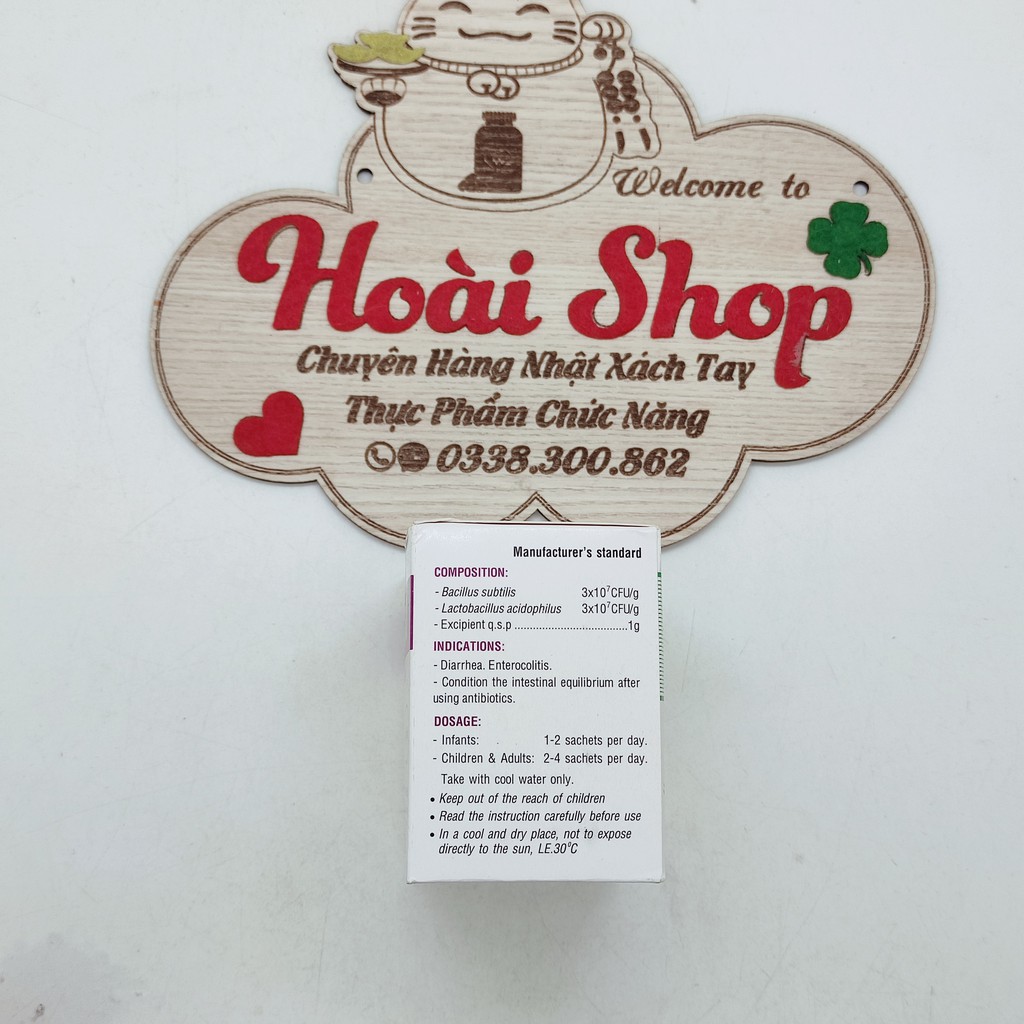 Welcome to
Hoài Shop
Chuyên Hàng Nhật Xách Tay
Thực Phẩm Chức Năng
0338.300.862
Manufacturer's standard
COMPOSITION:
- Bacillus subtilis 3x10⁷CFU/g
- Lactobacillus acidophilus 3x10⁷CFU/g
- Excipient q.s.p .....................................1g
INDICATIONS:
- Diarrhea. Enterocolitis.
- Condition the intestinal equilibrium after
using antibiotics.
DOSAGE:
- Infants: 1-2 sachets per day.
- Children & Adults: 2-4 sachets per day.
Take with cool water only.
• Keep out of the reach of children
• Read the instruction carefully before use
• In a cool and dry place, not to expose
directly to the sun, LE.30⁰C